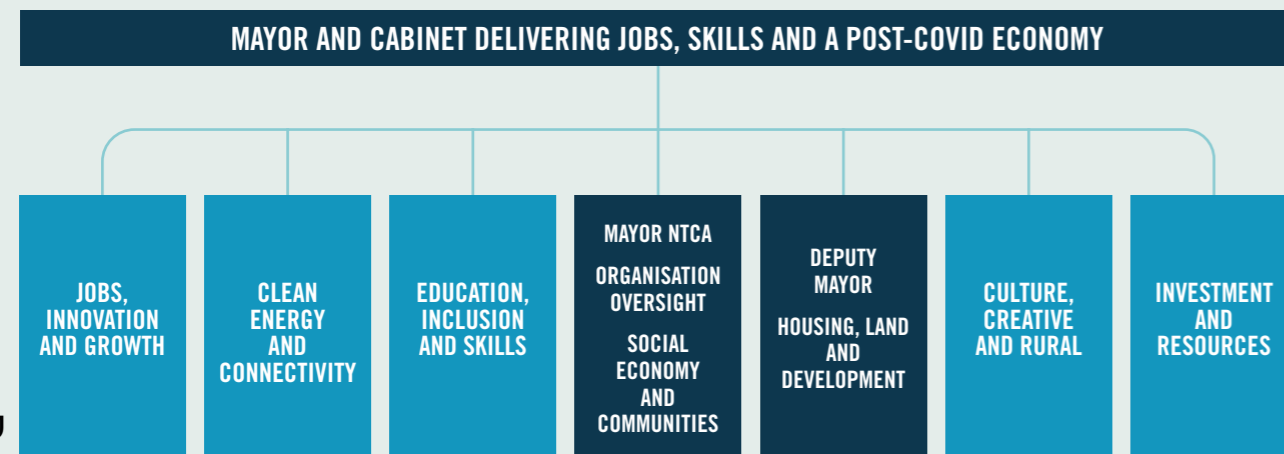 MAYOR AND CABINET DELIVERING JOBS, SKILLS AND A POST-COVID ECONOMY
JOBS,
INNOVATION
AND GROWTH
CLEAN
ENERGY
AND
CONNECTIVITY
EDUCATION,
INCLUSION
AND SKILLS
MAYOR NTCA
ORGANISATION
OVERSIGHT
SOCIAL
ECONOMY
AND
COMMUNITIES
DEPUTY
MAYOR
HOUSING, LAND
AND
DEVELOPMENT
CULTURE,
CREATIVE
AND RURAL
INVESTMENT
AND
RESOURCES